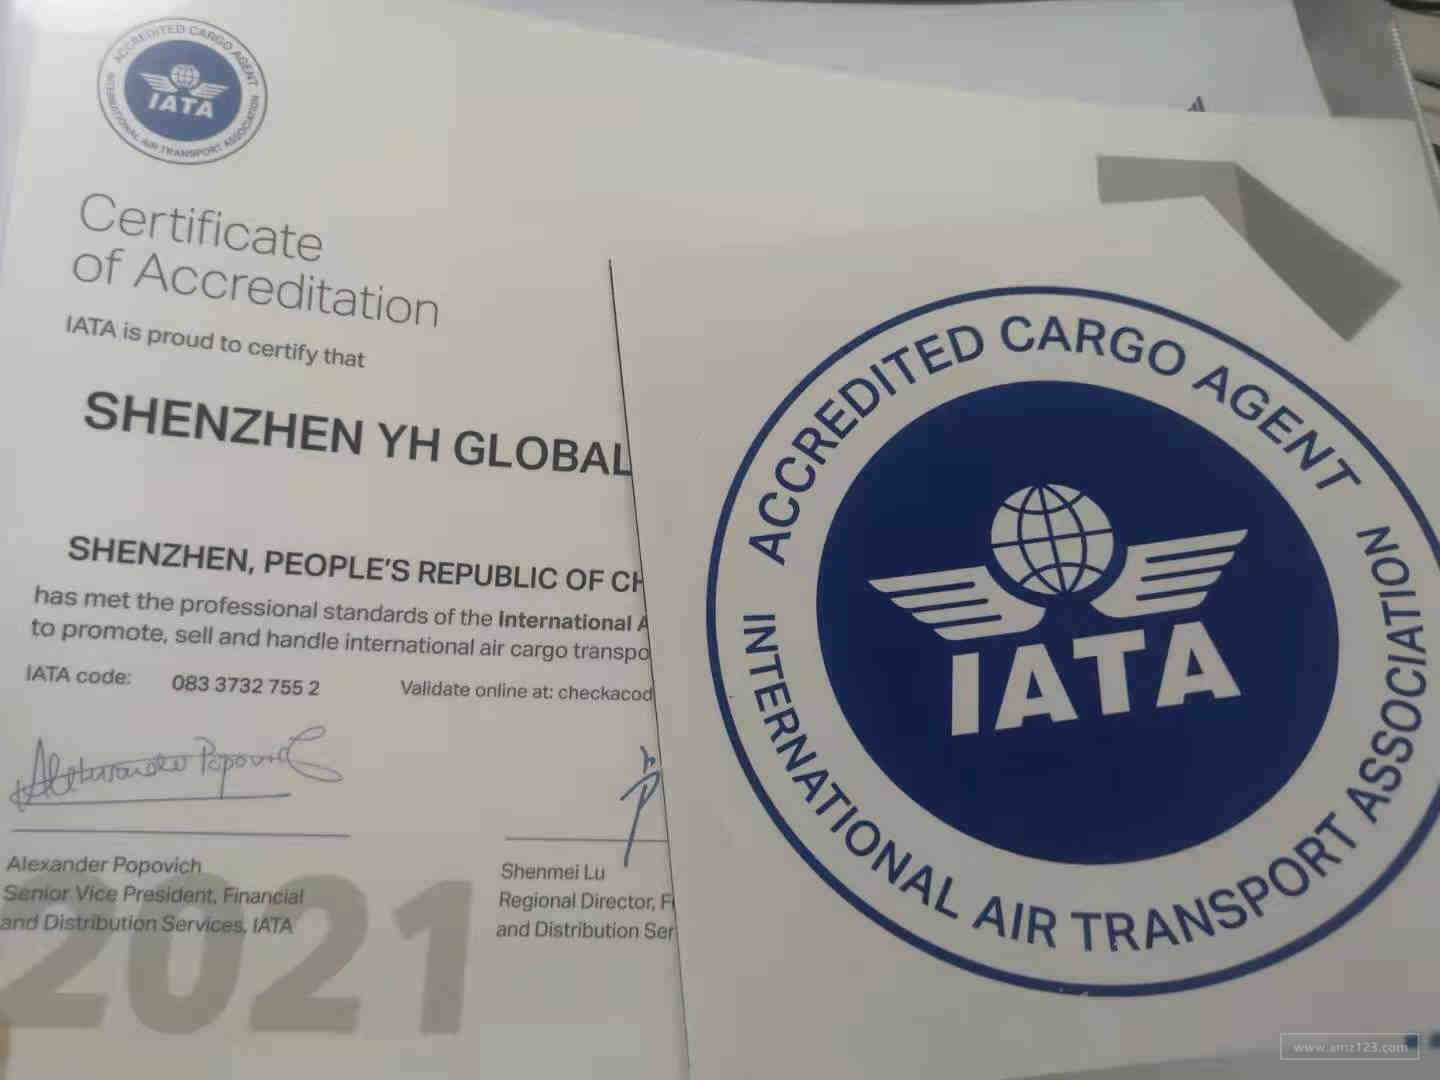 ACCREDITED CARGO AGENT
IATA
INTERNATIONAL AIR TRANSPORT ASSOCIATION
Certificate
of Accreditation
IATA is proud to certify that
SHENZHEN YH GLOBAL
SHENZHEN, PEOPLE'S REPUBLIC OF CH
has met the professional standards of the International A
to promote, sell and handle international air cargo transpo
IATA code: 083 3732 755 2 Validate online at: checkacod
Alexander Popovich
Alexander Popovich
Senior Vice President, Financial
and Distribution Services, IATA
Shenmei Lu
Regional Director, Fi
and Distribution Ser
2021
ACCREDITED CARGO AGENT
IATA
INTERNATIONAL AIR TRANSPORT ASSOCIATION
www.amz123.com